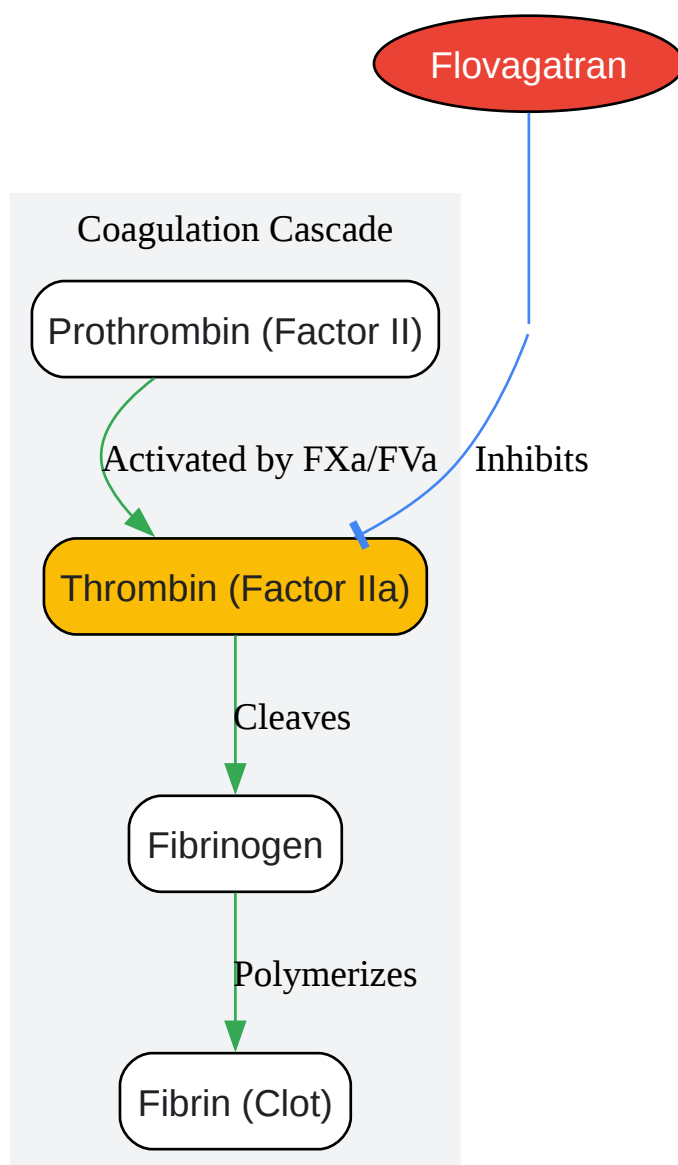 Flovagatran
Coagulation Cascade
Prothrombin (Factor II)
Activated by FXa/FVa
Inhibits
Thrombin (Factor IIa)
Cleaves
Fibrinogen
Polymerizes
Fibrin (Clot)